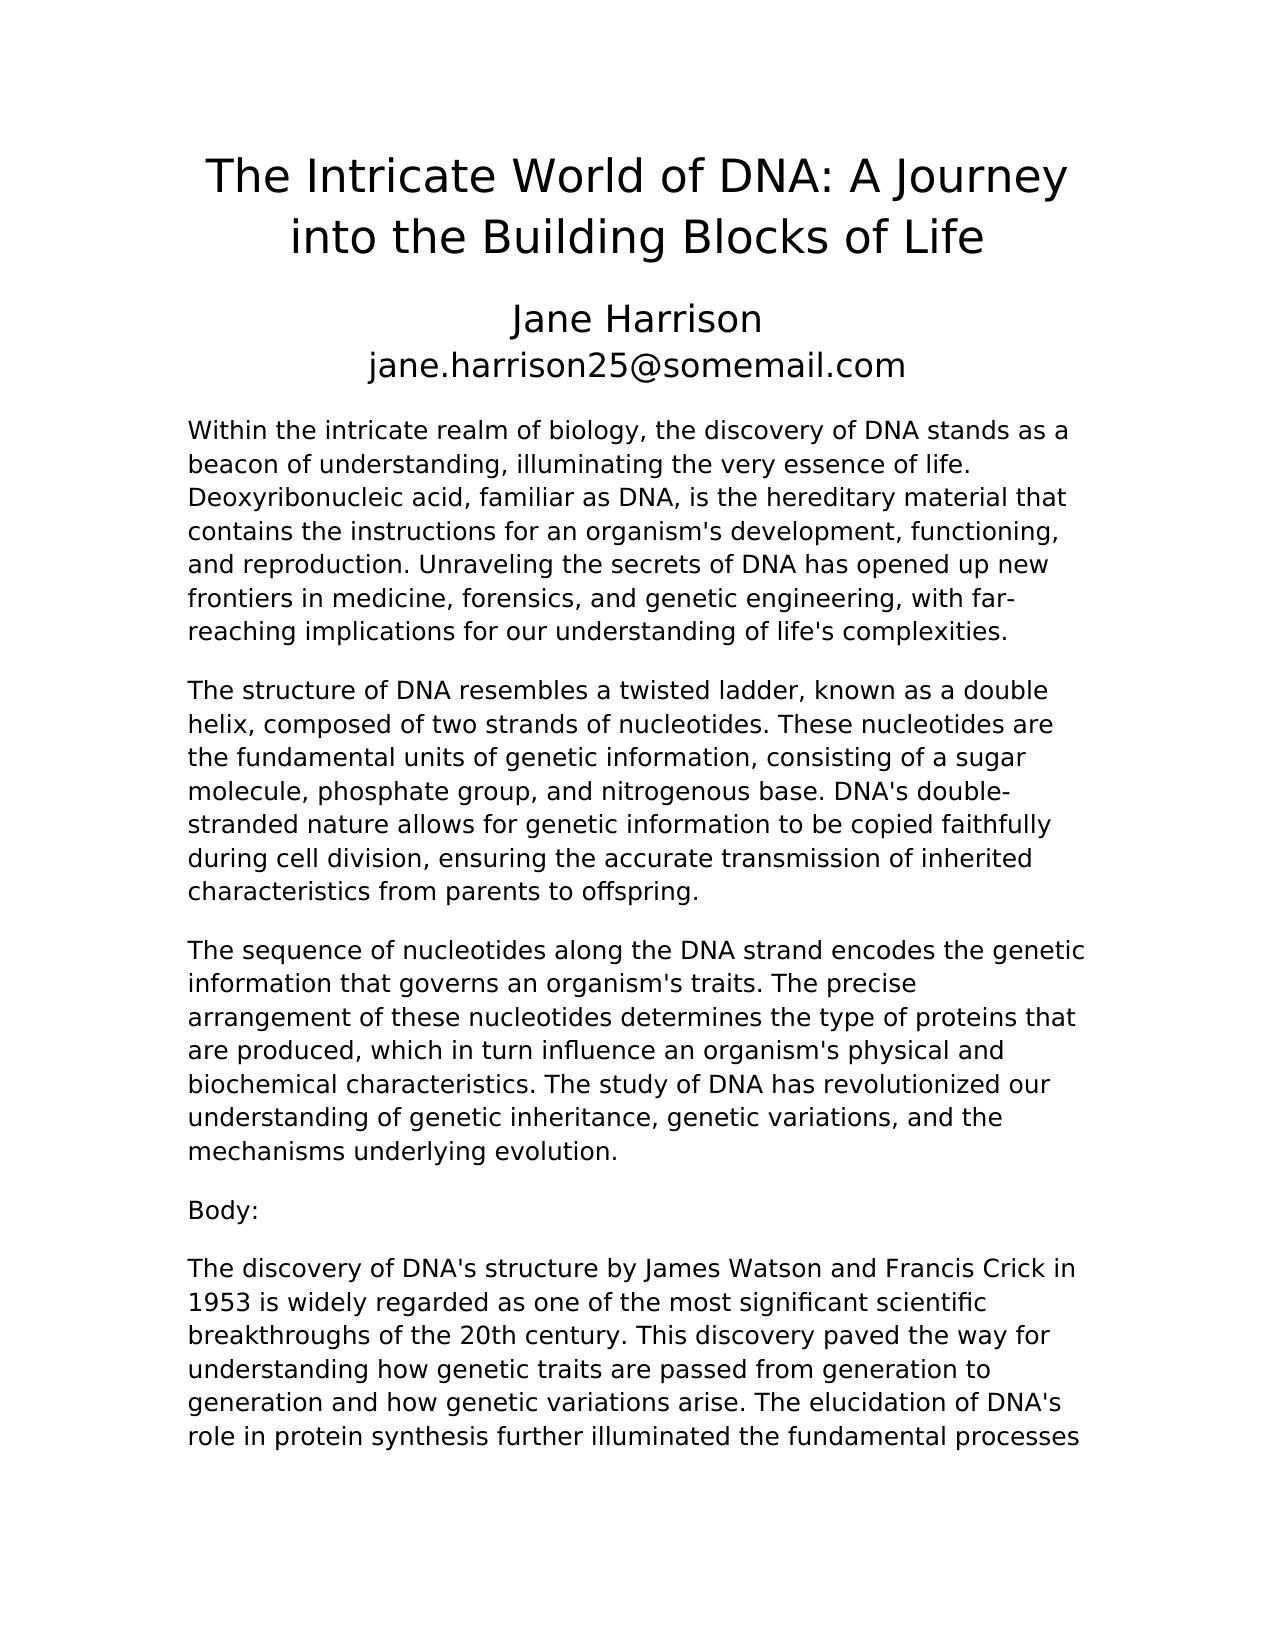 The Intricate World of DNA: A Journey
into the Building Blocks of Life
Jane Harrison
jane.harrison25@somemail.com
Within the intricate realm of biology, the discovery of DNA stands as a
beacon of understanding, illuminating the very essence of life.
Deoxyribonucleic acid, familiar as DNA, is the hereditary material that
contains the instructions for an organism's development, functioning,
and reproduction. Unraveling the secrets of DNA has opened up new
frontiers in medicine, forensics, and genetic engineering, with far-
reaching implications for our understanding of life's complexities.
The structure of DNA resembles a twisted ladder, known as a double
helix, composed of two strands of nucleotides. These nucleotides are
the fundamental units of genetic information, consisting of a sugar
molecule, phosphate group, and nitrogenous base. DNA's double-
stranded nature allows for genetic information to be copied faithfully
during cell division, ensuring the accurate transmission of inherited
characteristics from parents to offspring.
The sequence of nucleotides along the DNA strand encodes the genetic
information that governs an organism's traits. The precise
arrangement of these nucleotides determines the type of proteins that
are produced, which in turn influence an organism's physical and
biochemical characteristics. The study of DNA has revolutionized our
understanding of genetic inheritance, genetic variations, and the
mechanisms underlying evolution.
Body:
The discovery of DNA's structure by James Watson and Francis Crick in
1953 is widely regarded as one of the most significant scientific
breakthroughs of the 20th century. This discovery paved the way for
understanding how genetic traits are passed from generation to
generation and how genetic variations arise. The elucidation of DNA's
role in protein synthesis further illuminated the fundamental processes